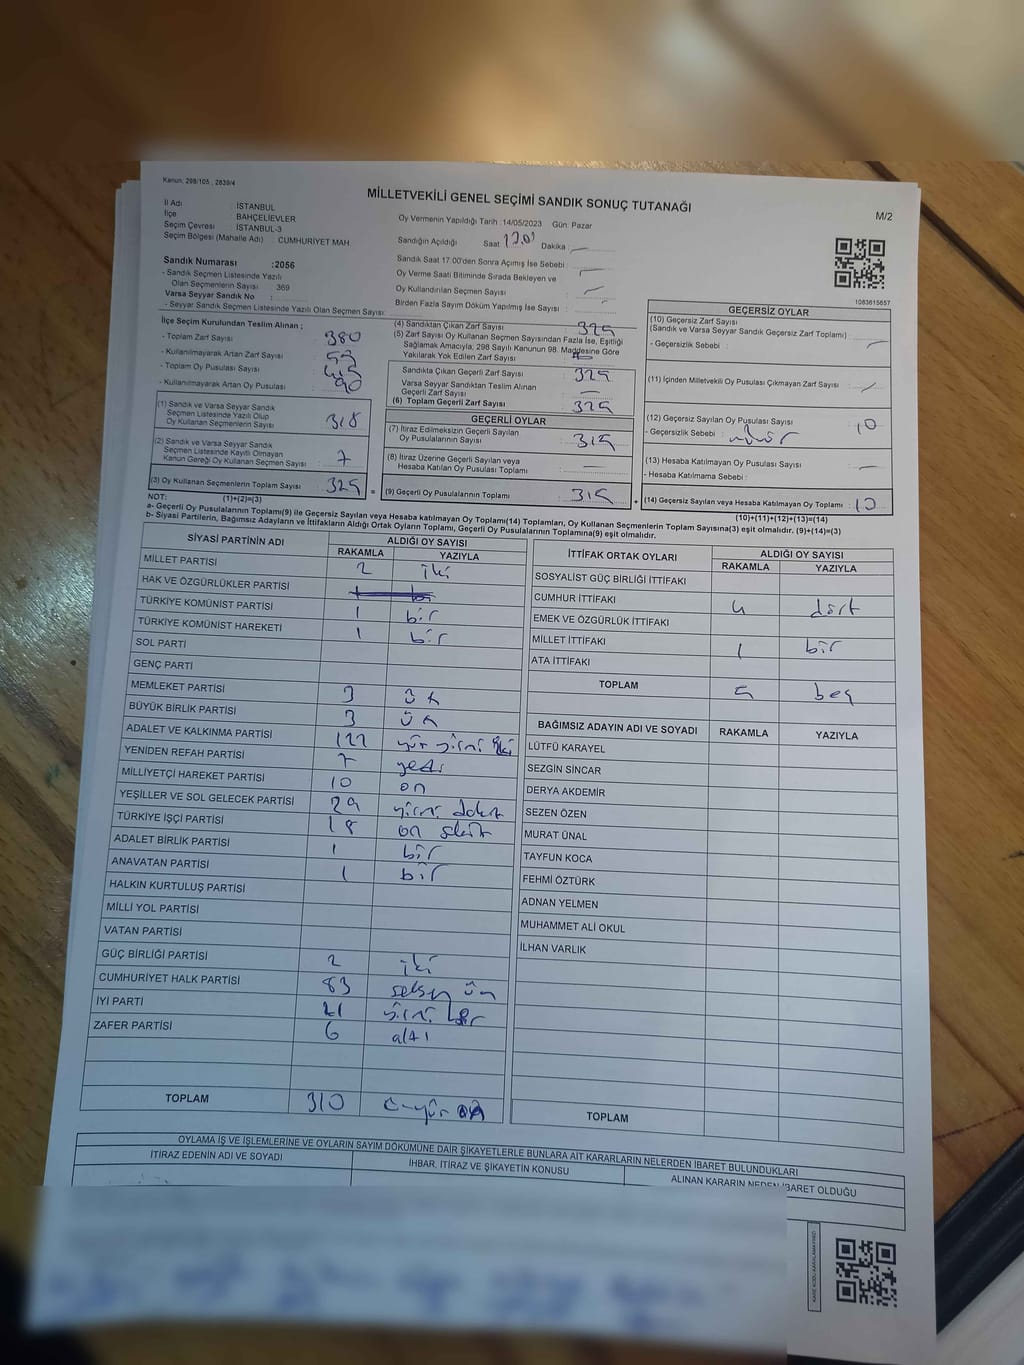 Kanun: 298/105 , 2839/4
MİLLETVEKİLİ GENEL SEÇİMİ SANDIK SONUÇ TUTANAĞI
M/2
İl Adı : İSTANBUL
İlçe : BAHÇELİEVLER
Seçim Çevresi : İSTANBUL-3
Seçim Bölgesi (Mahalle Adı) : CUMHURİYET MAH.
Sandık Numarası :2056
- Sandık Seçmen Listesinde Yazılı
Olan Seçmenlerin Sayısı : 369
Varsa Seyyar Sandık No :
- Seyyar Sandık Seçmen Listesinde Yazılı Olan Seçmen Sayısı:
Oy Vermenin Yapıldığı Tarih :14/05/2023 Gün: Pazar
Sandığın Açıldığı Saat Dakika :
Sandık Saat 17.00'den Sonra Açımış İse Sebebi :
Oy Verme Saati Bitiminde Sırada Bekleyen ve
Oy Kullandırılan Seçmen Sayısı :
Birden Fazla Sayım Döküm Yapılmış İse Sayısı :
1083615657
İlçe Seçim Kurulundan Teslim Alınan ;
- Toplam Zarf Sayısı : 380
- Kullanılmayarak Artan Zarf Sayısı : 55
- Toplam Oy Pusulası Sayısı : 415
- Kullanılmayarak Artan Oy Pusulası : 90
(1) Sandık ve Varsa Seyyar Sandık
Seçmen Listesinde Yazılı Olup
Oy Kullanan Seçmenlerin Sayısı : 318
(2) Sandık ve Varsa Seyyar Sandık
Seçmen Listesinde Kayıtlı Olmayan
Kanun Gereği Oy Kullanan Seçmen Sayısı : 7
(3) Oy Kullanan Seçmenlerin Toplam Sayısı : 325
(4) Sandıktan Çıkan Zarf Sayısı : 325
(5) Zarf Sayısı Oy Kullanan Seçmen Sayısından Fazla İse, Eşitliği
Sağlamak Amacıyla; 298 Sayılı Kanunun 98. Maddesine Göre
Yakılarak Yok Edilen Zarf Sayısı :
Sandıkta Çıkan Geçerli Zarf Sayısı : 325
Varsa Seyyar Sandıktan Teslim Alınan
Geçerli Zarf Sayısı :
(6) Toplam Geçerli Zarf Sayısı : 325
GEÇERLİ OYLAR
(7) İtiraz Edilmeksizin Geçerli Sayılan
Oy Pusulalarının Sayısı : 315
(8) İtiraz Üzerine Geçerli Sayılan veya
Hesaba Katılan Oy Pusulası Toplamı : —
= (9) Geçerli Oy Pusulalarının Toplamı : 315
GEÇERSİZ OYLAR
(10) Geçersiz Zarf Sayısı
(Sandık ve Varsa Seyyar Sandık Geçersiz Zarf Toplamı)
- Geçersizlik Sebebi :
(11) İçinden Milletvekili Oy Pusulası Çıkmayan Zarf Sayısı :
(12) Geçersiz Sayılan Oy Pusulası Sayısı : 10
- Geçersizlik Sebebi : mühür
(13) Hesaba Katılmayan Oy Pusulası Sayısı : —
- Hesaba Katılmama Sebebi :
+ (14) Geçersiz Sayılan veya Hesaba Katılmayan Oy Toplamı : 10
NOT: (1)+(2)=(3)
(10)+(11)+(12)+(13)=(14)
a- Geçerli Oy Pusulalarının Toplamı(9) ile Geçersiz Sayılan veya Hesaba katılmayan Oy Toplamı(14) Toplamları, Oy Kullanan Seçmenlerin Toplam Sayısına(3) eşit olmalıdır. (9)+(14)=(3)
b- Siyasi Partilerin, Bağımsız Adayların ve İttifakların Aldığı Ortak Oyların Toplamı, Geçerli Oy Pusulalarının Toplamına(9) eşit olmalıdır.
SİYASİ PARTİNİN ADI ALDIĞI OY SAYISI
RAKAMLA YAZIYLA
MİLLET PARTİSİ 2 iki
HAK VE ÖZGÜRLÜKLER PARTİSİ
TÜRKİYE KOMÜNİST PARTİSİ 1 bir
TÜRKİYE KOMÜNİST HAREKETİ 1 bir
SOL PARTİ
GENÇ PARTİ
MEMLEKET PARTİSİ 3 üç
BÜYÜK BİRLİK PARTİSİ 3 üç
ADALET VE KALKINMA PARTİSİ 122 yüz yirmi iki
YENİDEN REFAH PARTİSİ 7 yedi
MİLLİYETÇİ HAREKET PARTİSİ 10 on
YEŞİLLER VE SOL GELECEK PARTİSİ 29 yirmi dokuz
TÜRKİYE İŞÇİ PARTİSİ 18 on sekiz
ADALET BİRLİK PARTİSİ 1 bir
ANAVATAN PARTİSİ 1 bir
HALKIN KURTULUŞ PARTİSİ
MİLLİ YOL PARTİSİ
VATAN PARTİSİ
GÜÇ BİRLİĞİ PARTİSİ 2 iki
CUMHURİYET HALK PARTİSİ 83 seksen üç
İYİ PARTİ 21 yirmi bir
ZAFER PARTİSİ 6 altı
TOPLAM 310 üçyüz on
İTTİFAK ORTAK OYLARI ALDIĞI OY SAYISI
RAKAMLA YAZIYLA
SOSYALİST GÜÇ BİRLİĞİ İTTİFAKI
CUMHUR İTTİFAKI 4 dört
EMEK VE ÖZGÜRLÜK İTTİFAKI
MİLLET İTTİFAKI 1 bir
ATA İTTİFAKI
TOPLAM 5 beş
BAĞIMSIZ ADAYIN ADI VE SOYADI RAKAMLA YAZIYLA
LÜTFÜ KARAYEL
SEZGİN SİNCAR
DERYA AKDEMİR
SEZEN ÖZEN
MURAT ÜNAL
TAYFUN KOCA
FEHMİ ÖZTÜRK
ADNAN YELMEN
MUHAMMET ALİ OKUL
İLHAN VARLIK
TOPLAM
OYLAMA İŞ VE İŞLEMLERİNE VE OYLARIN SAYIM DÖKÜMÜNE DAİR ŞİKAYETLERLE BUNLARA AİT KARARLARIN NELERDEN İBARET BULUNDUKLARI
İTİRAZ EDENİN ADI VE SOYADI İHBAR, İTİRAZ VE ŞİKAYETİN KONUSU ALINAN KARARIN NEDEN İBARET OLDUĞU